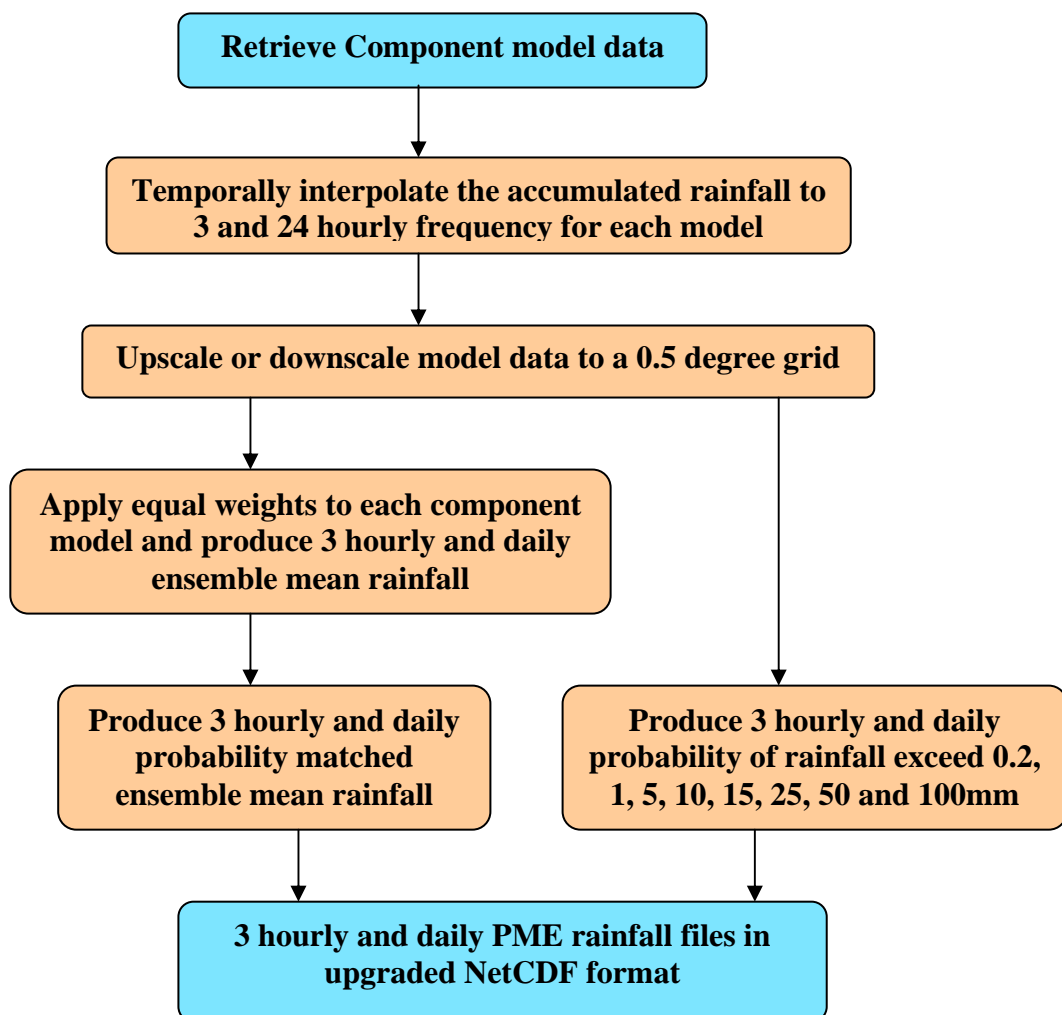 Retrieve Component model data
Temporally interpolate the accumulated rainfall to
3 and 24 hourly frequency for each model
Upscale or downscale model data to a 0.5 degree grid
Apply equal weights to each component
model and produce 3 hourly and daily
ensemble mean rainfall
Produce 3 hourly and daily
probability matched
ensemble mean rainfall
Produce 3 hourly and daily
probability of rainfall exceed 0.2,
1, 5, 10, 15, 25, 50 and 100mm
3 hourly and daily PME rainfall files in
upgraded NetCDF format